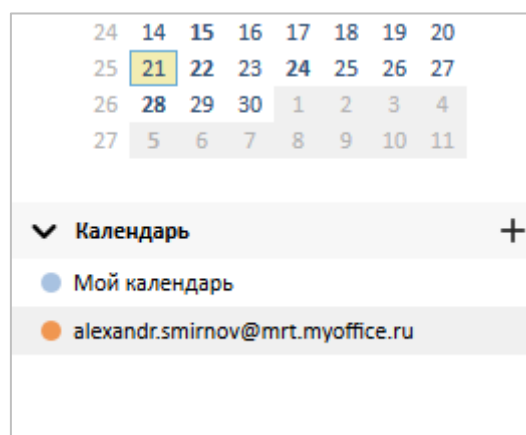 24 14 15 16 17 18 19 20
25 21 22 23 24 25 26 27
26 28 29 30 1 2 3 4
27 5 6 7 8 9 10 11
Календарь
Мой календарь
alexandr.smirnov@mrt.myoffice.ru